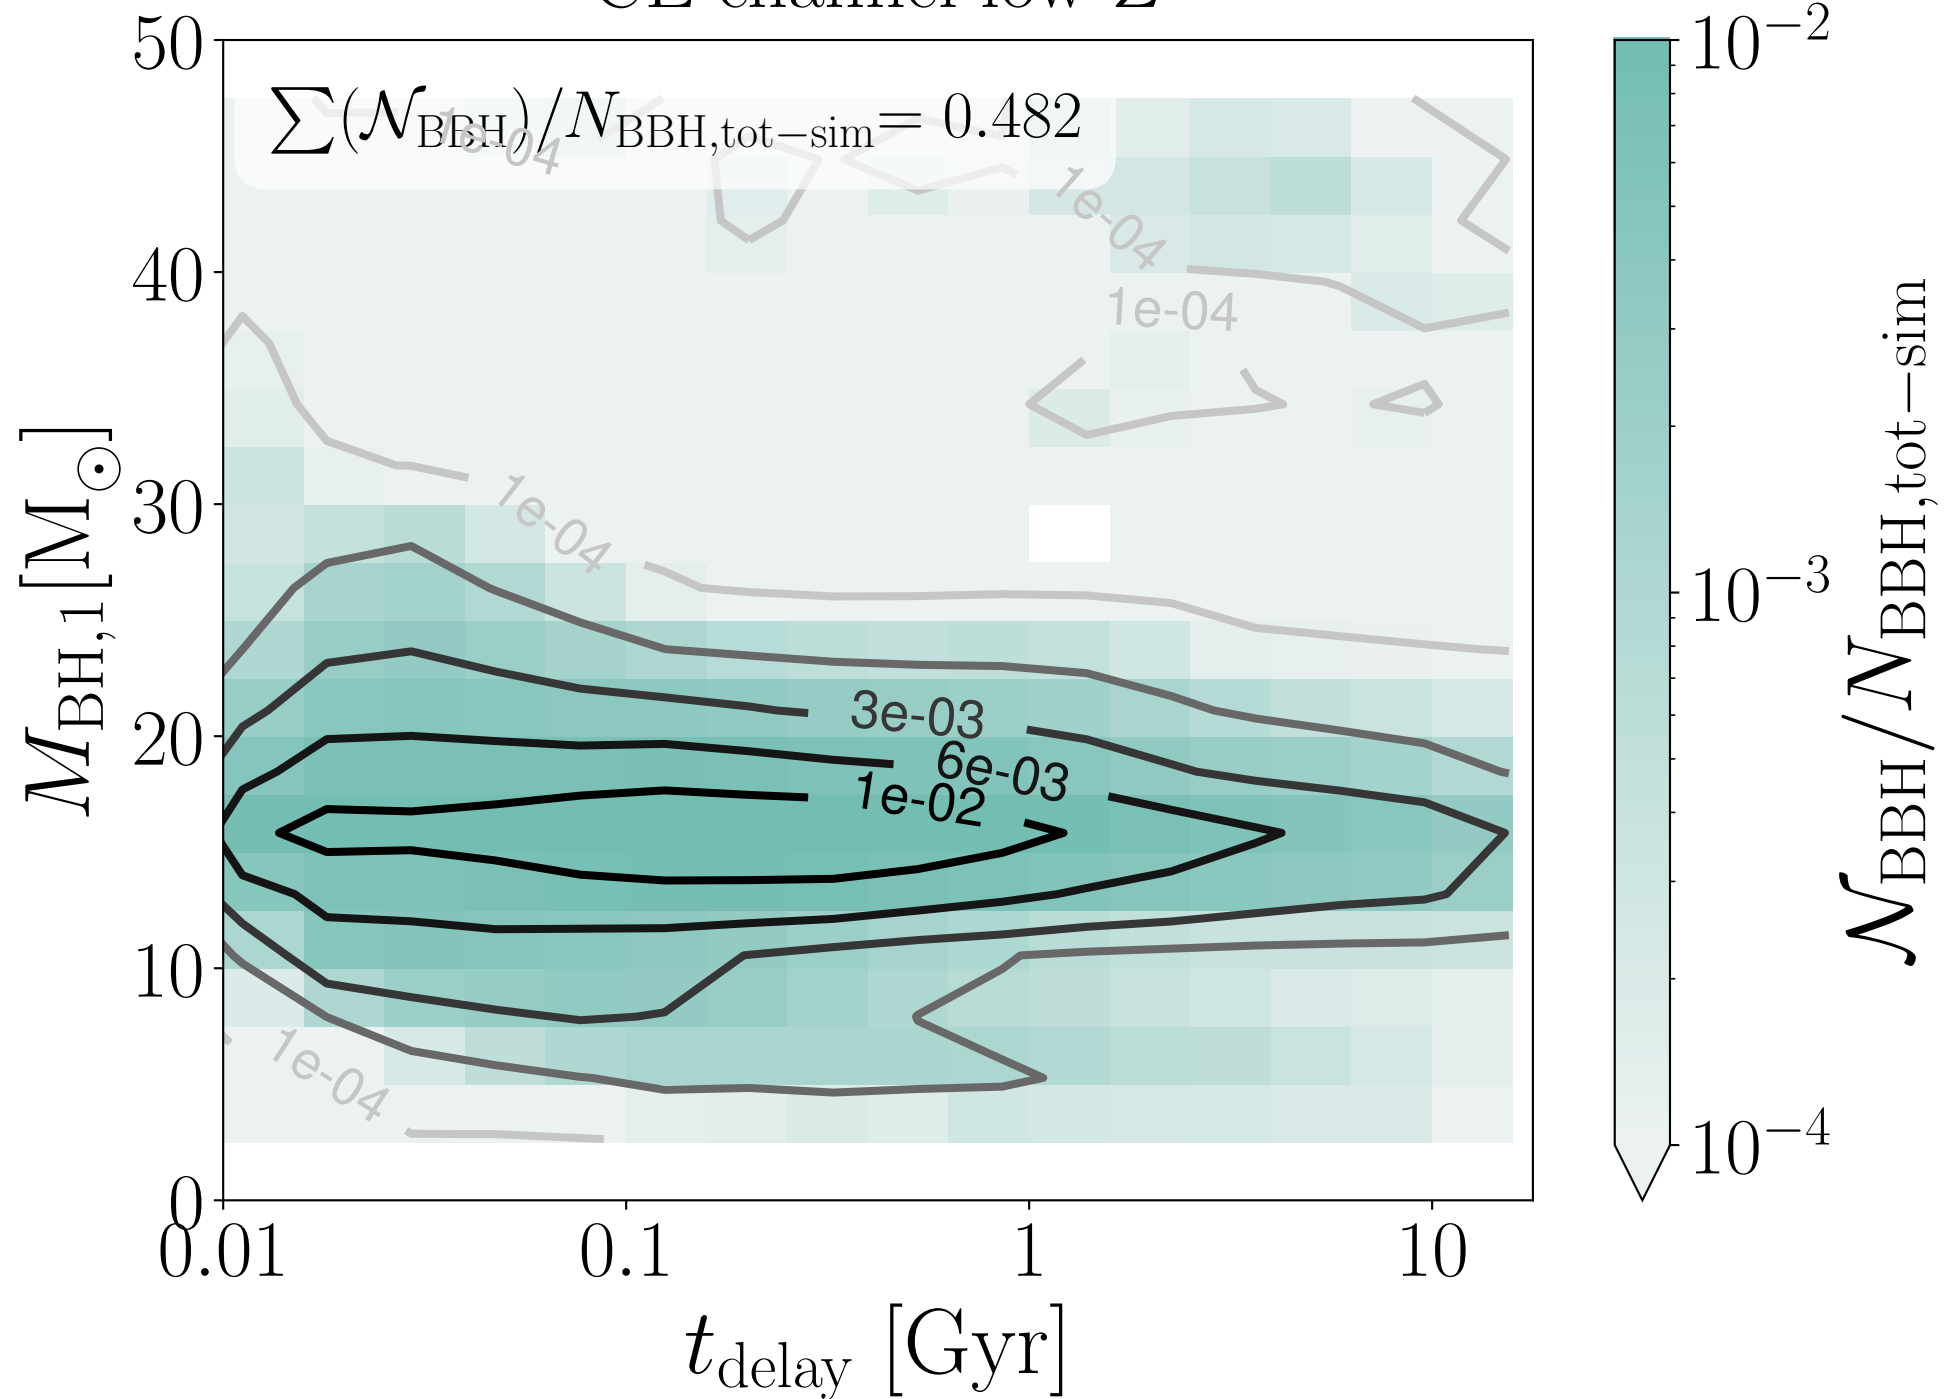 50
∑(𝒩BBH)/NBBH,tot−sim= 0.482
1e-04
1e-04
40
1e-04
1e-04
30
3e-03
20
6e-03
1e-02
10
1e-04
0
0.01 0.1 1 10
tdelay [Gyr]
MBH,1[M⊙]
10−2
10−3
10−4
𝒩BBH/NBBH,tot−sim